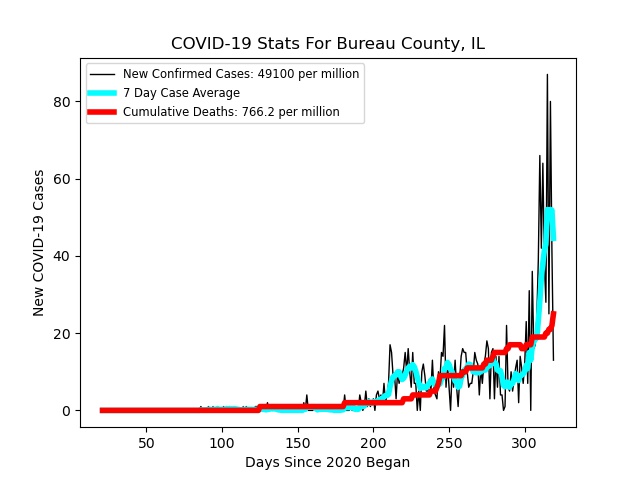 COVID-19 Stats For Bureau County, IL
New Confirmed Cases: 49100 per million
7 Day Case Average
Cumulative Deaths: 766.2 per million
80
60
40
20
0
New COVID-19 Cases
50 100 150 200 250 300
Days Since 2020 Began